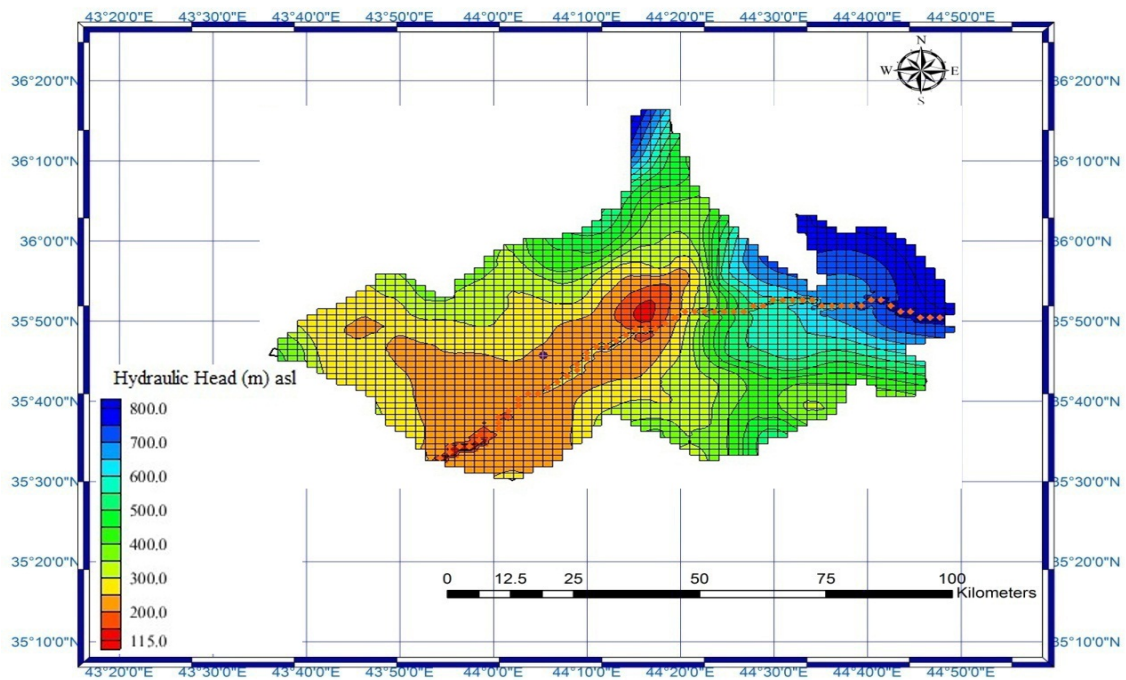 43°20'0"E 43°30'0"E 43°50'0"E 44°0'0"E 44°10'0"E 44°20'0"E 44°30'0"E 44°40'0"E 44°50'0"E
N
W E
S
36°20'0"N 36°20'0"N
36°10'0"N 36°10'0"N
36°0'0"N 36°0'0"N
35°50'0"N 35°50'0"N
Hydraulic Head (m) asl
35°40'0"N 35°40'0"N
800.0
700.0
35°30'0"N 35°30'0"N
600.0
500.0
35°20'0"N 35°20'0"N
400.0
300.0
0 12.5 25 50 75 100
Kilometers
200.0
115.0
35°10'0"N 35°10'0"N
43°20'0"E 43°30'0"E 43°50'0"E 44°0'0"E 44°10'0"E 44°20'0"E 44°30'0"E 44°40'0"E 44°50'0"E